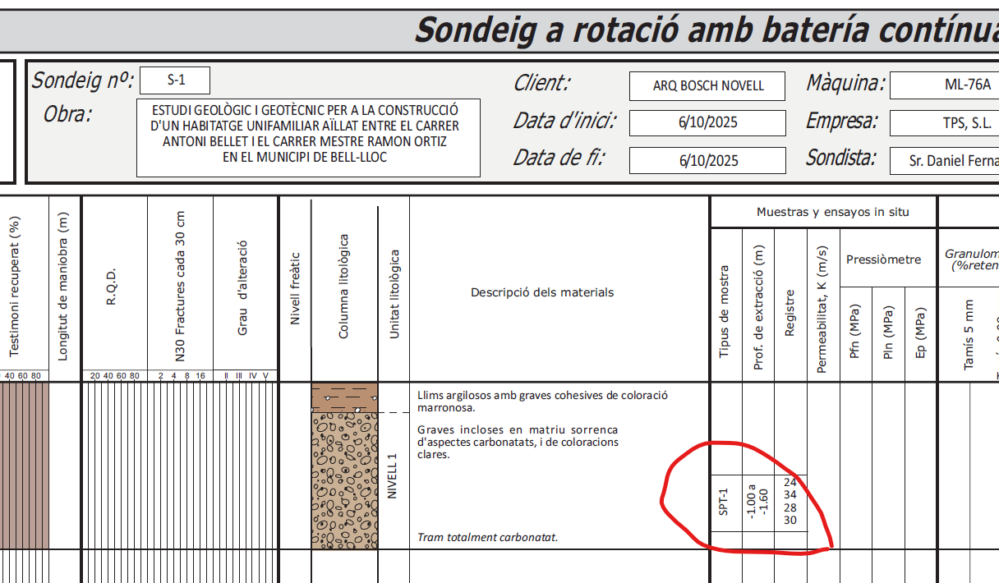 Sondeig a rotació amb batería contínua
Sondeig nº: S-1
Obra: ESTUDI GEOLÒGIC I GEOTÈCNIC PER A LA CONSTRUCCIÓ
D'UN HABITATGE UNIFAMILIAR AÏLLAT ENTRE EL CARRER
ANTONI BELLET I EL CARRER MESTRE RAMON ORTIZ
EN EL MUNICIPI DE BELL-LLOC
Client: ARQ BOSCH NOVELL
Data d'inici: 6/10/2025
Data de fi: 6/10/2025
Màquina: ML-76A
Empresa: TPS, S.L.
Sondista: Sr. Daniel Ferna
Testimoni recuperat (%)
40 60 80
Longitut de maniobra (m)
R.Q.D.
20 40 60 80
N30 Fractures cada 30 cm
2 4 8 16
Grau d'alteració
II III IV V
Nivell freàtic
Columna litològica
Unitat litològica
Descripció dels materials
Muestras y ensayos in situ
Tipus de mostra
Prof. de extracció (m)
Registre
Permeabilitat, K (m/s)
Pressiòmetre
Pfn (MPa)
Pln (MPa)
Ep (MPa)
Granulom
(%reten
Tamís 5 mm
Llims argilosos amb graves cohesives de coloració
marronosa.
Graves incloses en matriu sorrenca
d'aspectes carbonatats, i de coloracions
clares.
NIVELL 1
Tram totalment carbonatat.
SPT-1
-1.00 a
-1.60
24
34
28
30